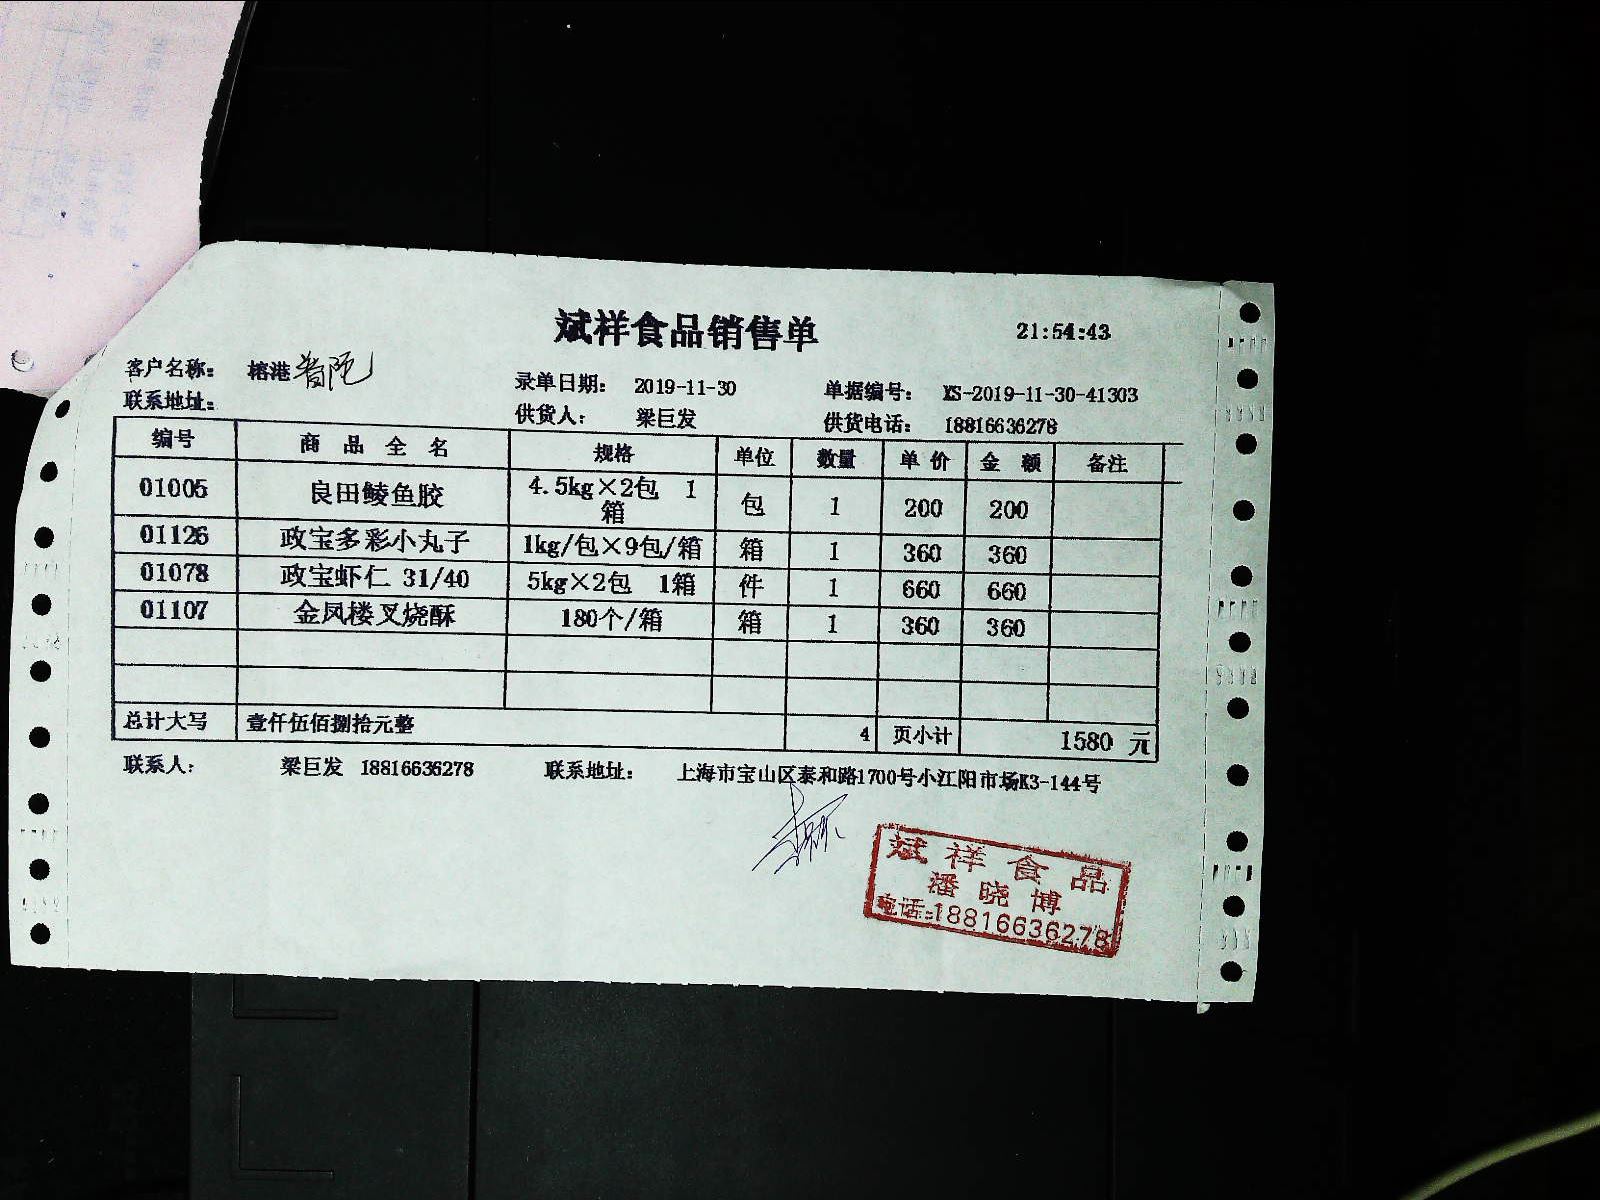 斌祥食品销售单
21:54:43
客户名称： 榕港 普陀
录单日期： 2019-11-30
单据编号： XS-2019-11-30-41303
联系地址：
供货人： 梁巨发
供货电话： 18816636278
编号 商品全名 规格 单位 数量 单价 金额 备注
01005 良田鲮鱼胶 4.5kg×2包 1箱 包 1 200 200
01126 政宝多彩小丸子 1kg/包×9包/箱 箱 1 360 360
01078 政宝虾仁 31/40 5kg×2包 1箱 件 1 660 660
01107 金凤楼叉烧酥 180个/箱 箱 1 360 360
总计大写 壹仟伍佰捌拾元整 4 页小计 1580 元
联系人： 梁巨发 18816636278 联系地址： 上海市宝山区泰和路1700号小江阳市场K3-144号
斌祥食品
潘晓博
电话:18816636278